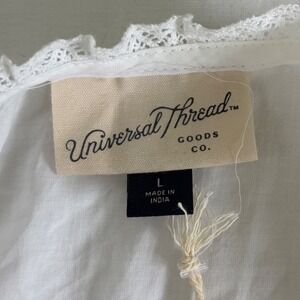 Universal Thread™
GOODS
CO.
L
MADE IN
INDIA